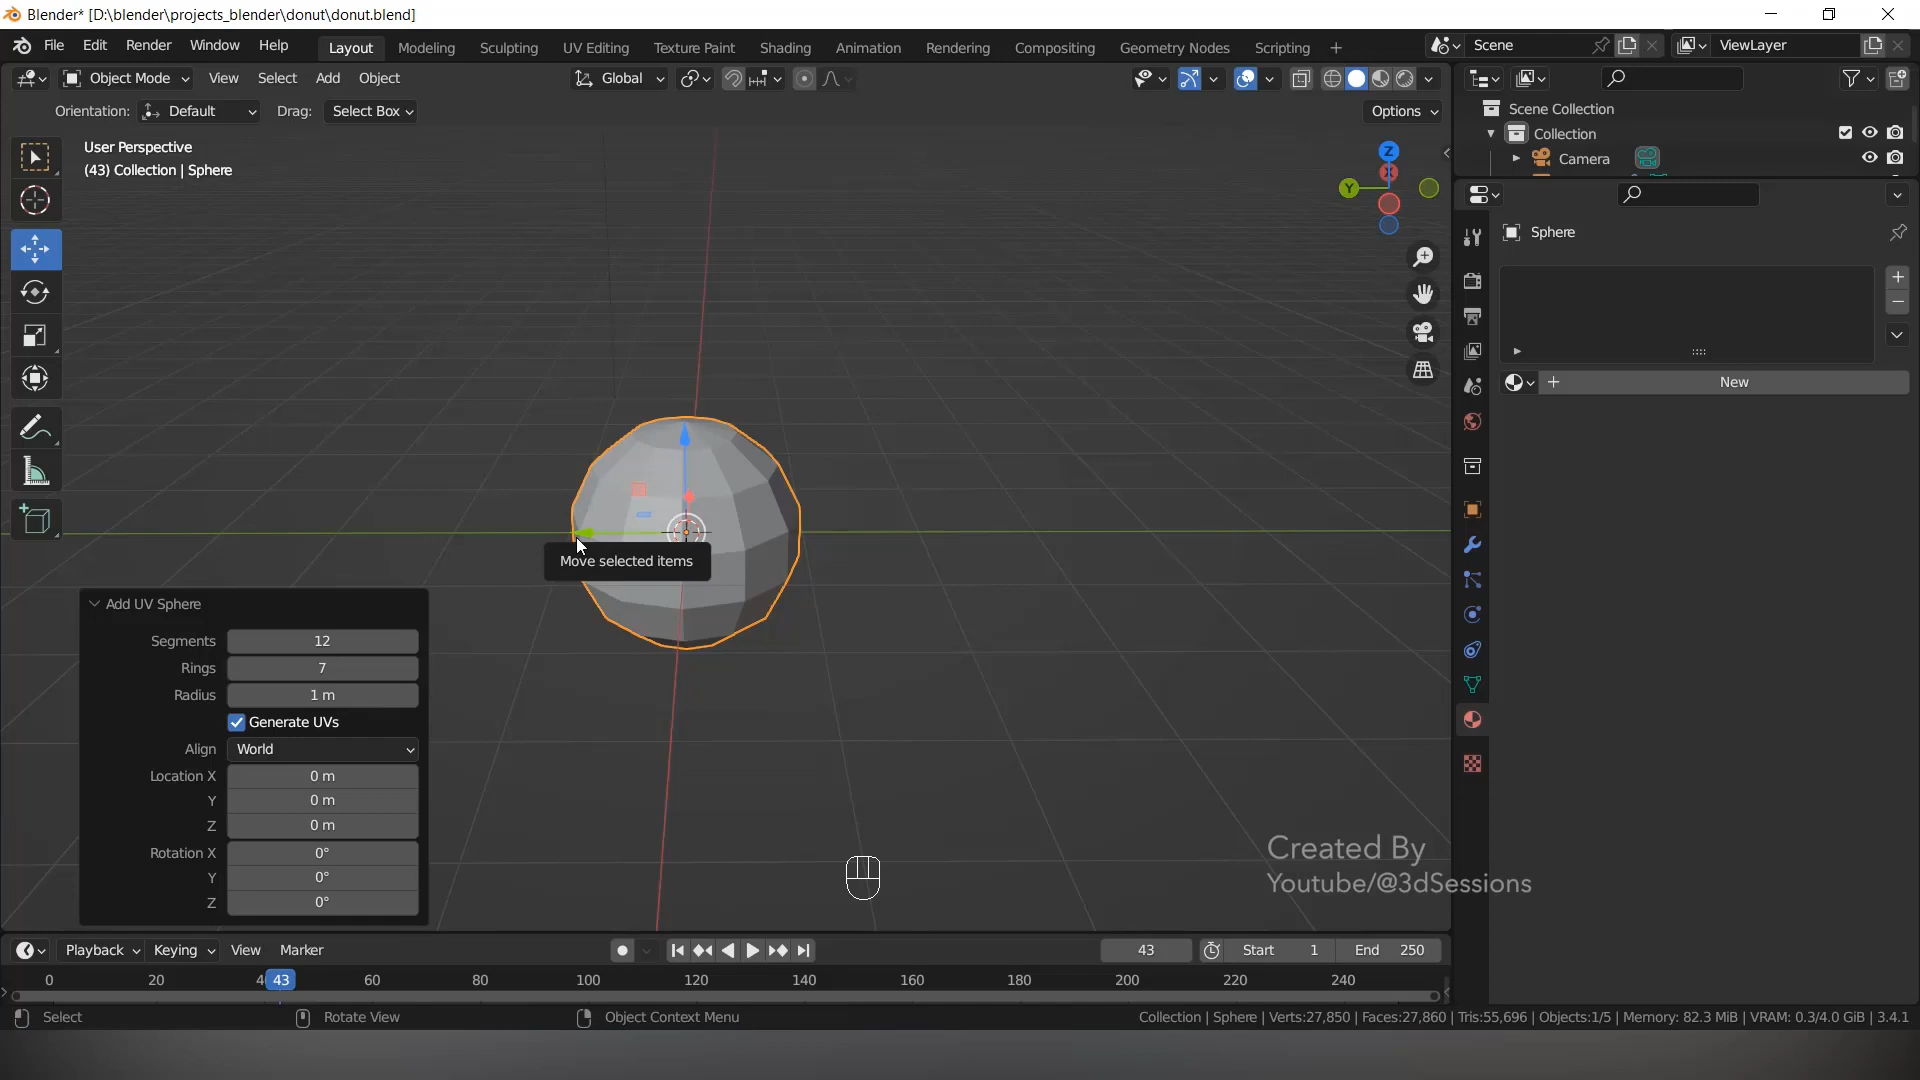 Blender* [D:\blender\projects_blender\donut\donut.blend]
File Edit Render Window Help Layout Modeling Sculpting UV Editing Texture Paint Shading Animation Rendering Compositing Geometry Nodes Scripting + Scene ViewLayer
Object Mode View Select Add Object Global
Orientation: Default Drag: Select Box Options
Scene Collection
Collection
Camera
User Perspective
(43) Collection | Sphere
Z
X
Y
Sphere
New
Move selected items
Add UV Sphere
Segments 12
Rings 7
Radius 1 m
Generate UVs
Align World
Location X 0 m
Y 0 m
Z 0 m
Rotation X 0°
Y 0°
Z 0°
Created By
Youtube/@3dSessions
Playback Keying View Marker 43 Start 1 End 250
0 20 4 43 60 80 100 120 140 160 180 200 220 240
Select Rotate View Object Context Menu Collection | Sphere | Verts:27,850 | Faces:27,860 | Tris:55,696 | Objects:1/5 | Memory: 82.3 MiB | VRAM: 0.3/4.0 GiB | 3.4.1